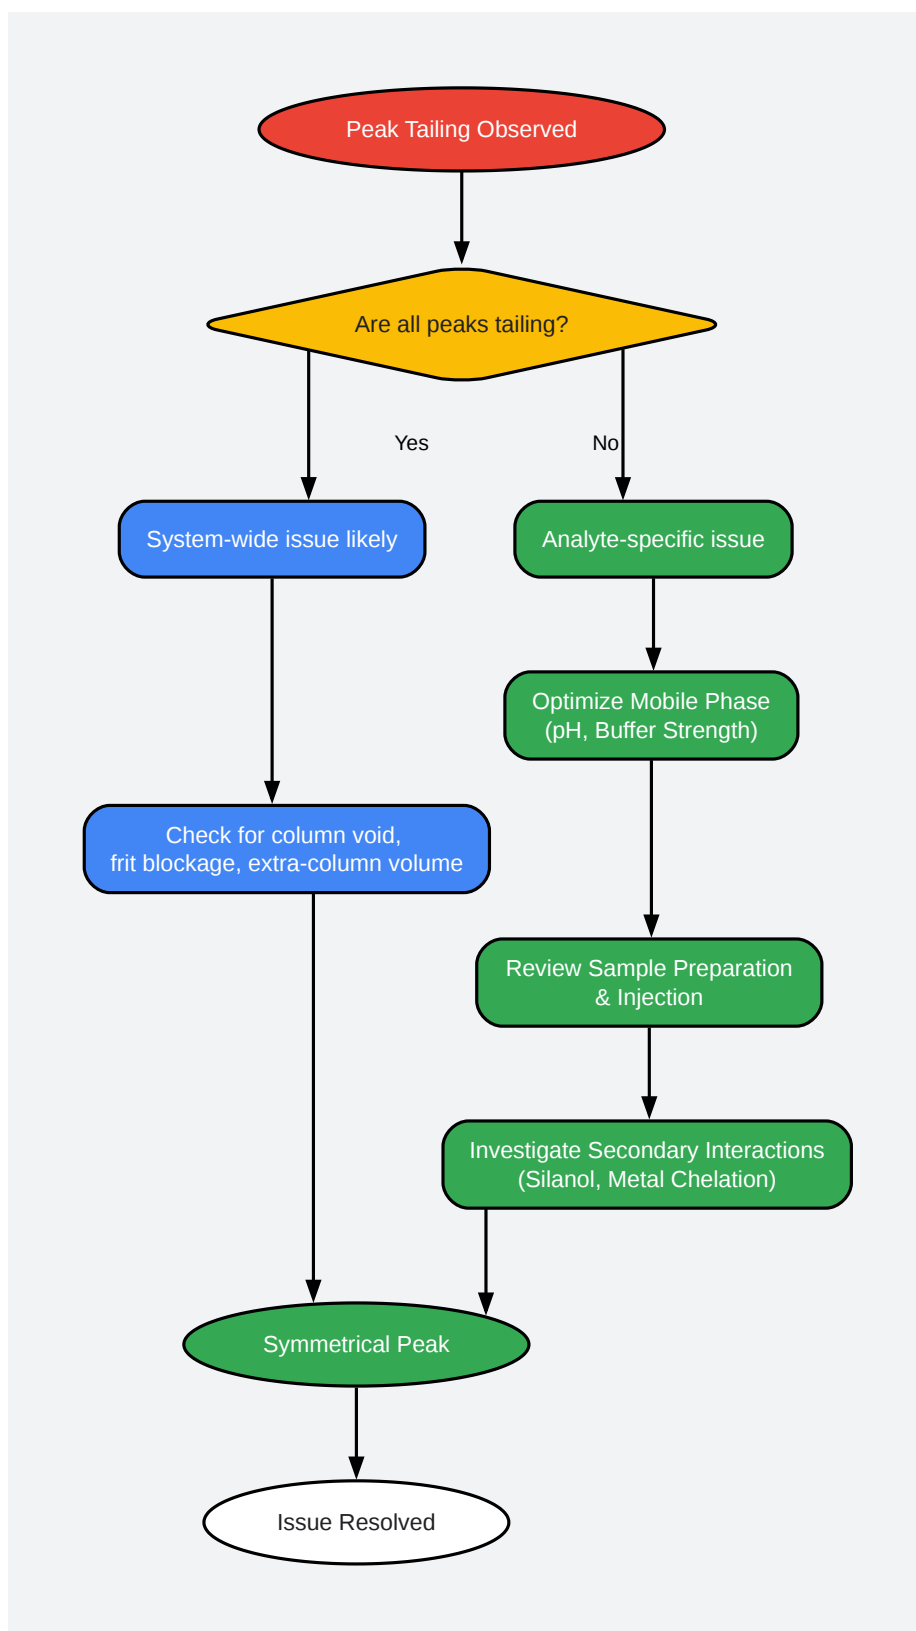 Peak Tailing Observed
Are all peaks tailing?
Yes
No
System-wide issue likely
Analyte-specific issue
Optimize Mobile Phase
(pH, Buffer Strength)
Check for column void,
frit blockage, extra-column volume
Review Sample Preparation
& Injection
Investigate Secondary Interactions
(Silanol, Metal Chelation)
Symmetrical Peak
Issue Resolved